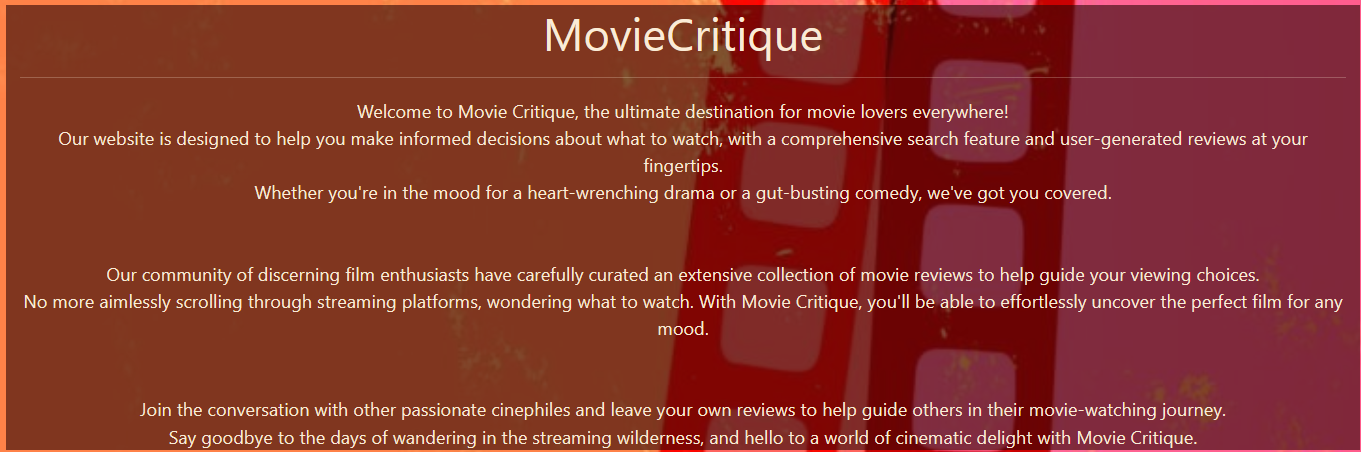 MovieCritique
Welcome to Movie Critique, the ultimate destination for movie lovers everywhere!
Our website is designed to help you make informed decisions about what to watch, with a comprehensive search feature and user-generated reviews at your
fingertips.
Whether you're in the mood for a heart-wrenching drama or a gut-busting comedy, we've got you covered.
Our community of discerning film enthusiasts have carefully curated an extensive collection of movie reviews to help guide your viewing choices.
No more aimlessly scrolling through streaming platforms, wondering what to watch. With Movie Critique, you'll be able to effortlessly uncover the perfect film for any
mood.
Join the conversation with other passionate cinephiles and leave your own reviews to help guide others in their movie-watching journey.
Say goodbye to the days of wandering in the streaming wilderness, and hello to a world of cinematic delight with Movie Critique.